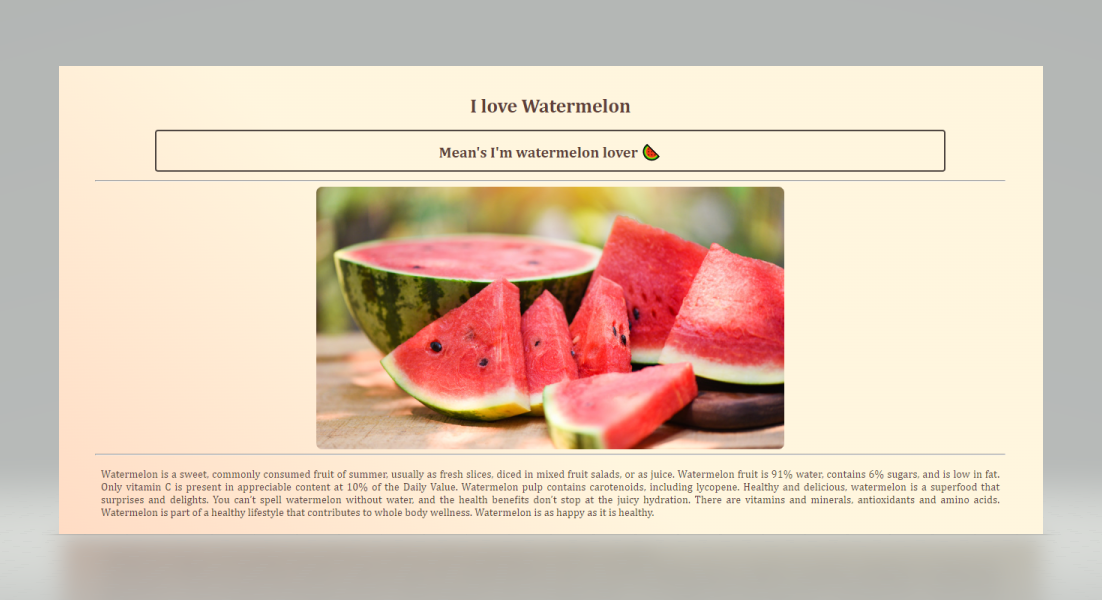 I love Watermelon
Mean's I'm watermelon lover 🍉
Watermelon is a sweet, commonly consumed fruit of summer, usually as fresh slices, diced in mixed fruit salads, or as juice. Watermelon fruit is 91% water, contains 6% sugars, and is low in fat.
Only vitamin C is present in appreciable content at 10% of the Daily Value. Watermelon pulp contains carotenoids, including lycopene. Healthy and delicious, watermelon is a superfood that
surprises and delights. You can't spell watermelon without water, and the health benefits don't stop at the juicy hydration. There are vitamins and minerals, antioxidants and amino acids.
Watermelon is part of a healthy lifestyle that contributes to whole body wellness. Watermelon is as happy as it is healthy.